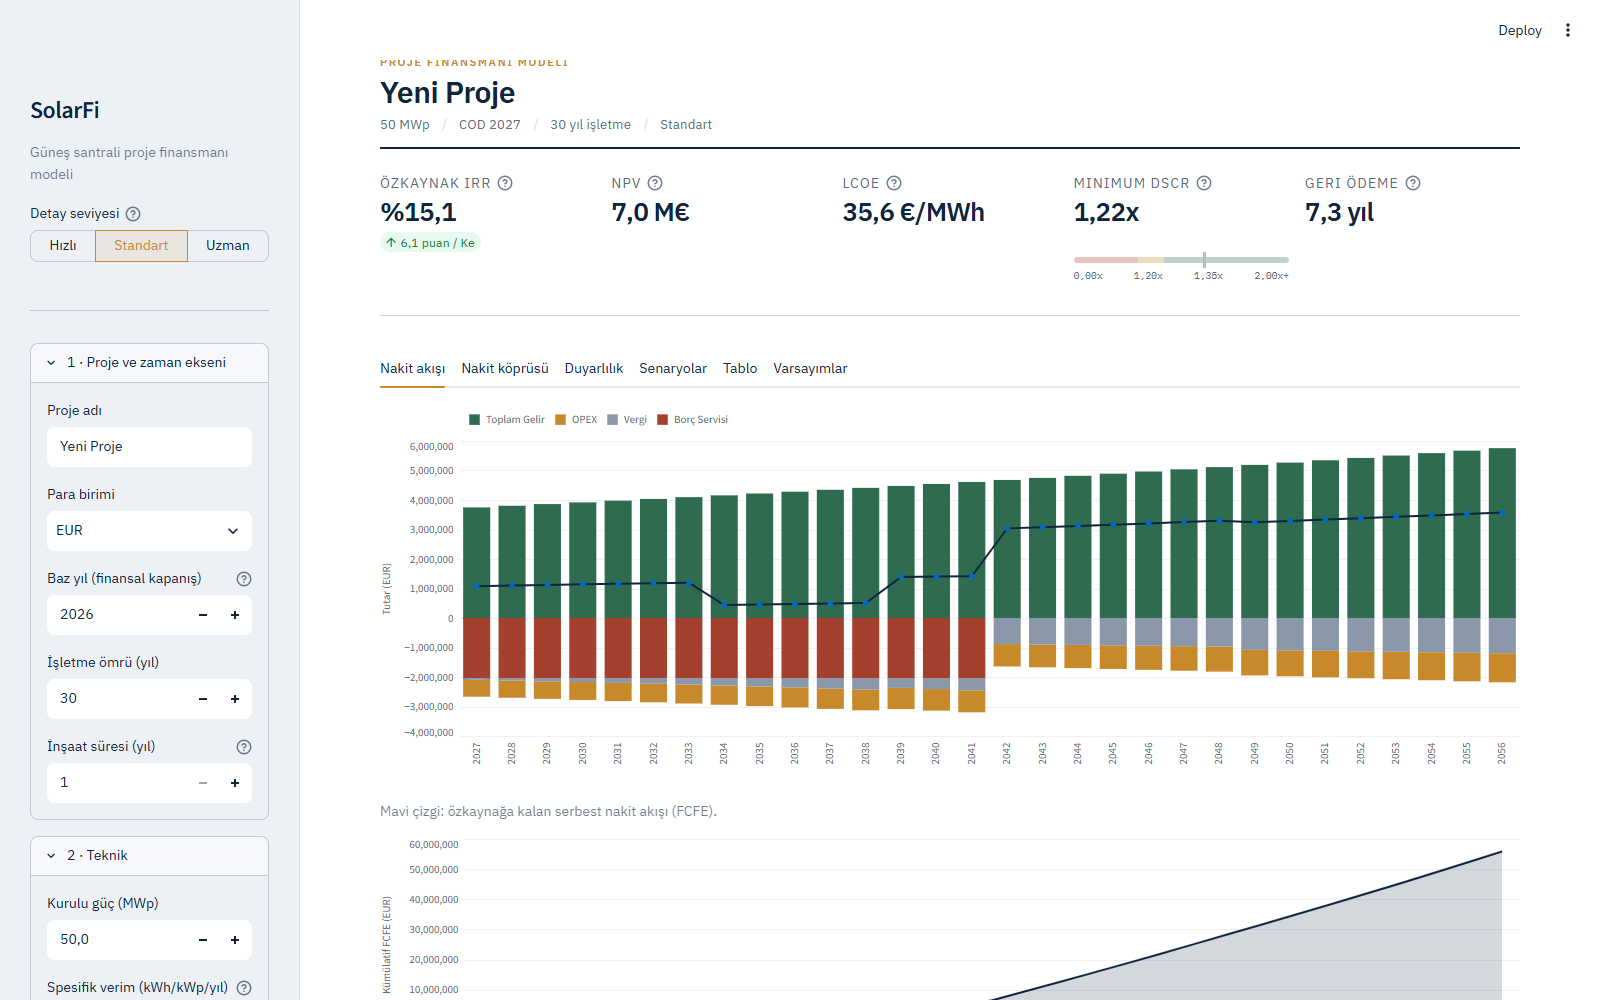 Deploy
SolarFi
Güneş santrali proje finansmanı
modeli
Detay seviyesi
Hızlı Standart Uzman
1 · Proje ve zaman ekseni
Proje adı
Yeni Proje
Para birimi
EUR
Baz yıl (finansal kapanış)
2026
İşletme ömrü (yıl)
30
İnşaat süresi (yıl)
1
2 · Teknik
Kurulu güç (MWp)
50,0
Spesifik verim (kWh/kWp/yıl)
PROJE FİNANSMANI MODELİ
Yeni Proje
50 MWp / COD 2027 / 30 yıl işletme / Standart
ÖZKAYNAK IRR
%15,1
↑ 6,1 puan / Ke
NPV
7,0 M€
LCOE
35,6 €/MWh
MINIMUM DSCR
1,22x
0,00x 1,20x 1,35x 2,00x+
GERI ÖDEME
7,3 yıl
Nakit akışı Nakit köprüsü Duyarlılık Senaryolar Tablo Varsayımlar
Toplam Gelir OPEX Vergi Borç Servisi
Tutar (EUR)
6,000,000
5,000,000
4,000,000
3,000,000
2,000,000
1,000,000
0
−1,000,000
−2,000,000
−3,000,000
−4,000,000
2027 2028 2029 2030 2031 2032 2033 2034 2035 2036 2037 2038 2039 2040 2041 2042 2043 2044 2045 2046 2047 2048 2049 2050 2051 2052 2053 2054 2055 2056
Mavi çizgi: özkaynağa kalan serbest nakit akışı (FCFE).
Kümülatif FCFE (EUR)
60,000,000
50,000,000
40,000,000
30,000,000
20,000,000
10,000,000